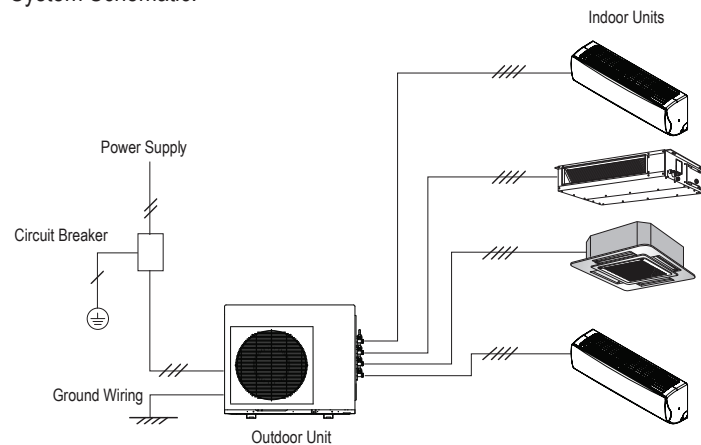 System Schematic:
Indoor Units
Power Supply
Circuit Breaker
Ground Wiring
Outdoor Unit